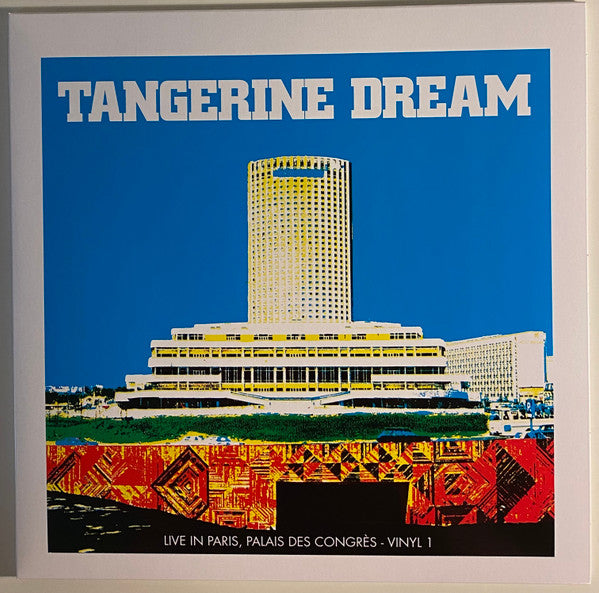 TANGERINE DREAM
LIVE IN PARIS, PALAIS DES CONGRÈS - VINYL 1